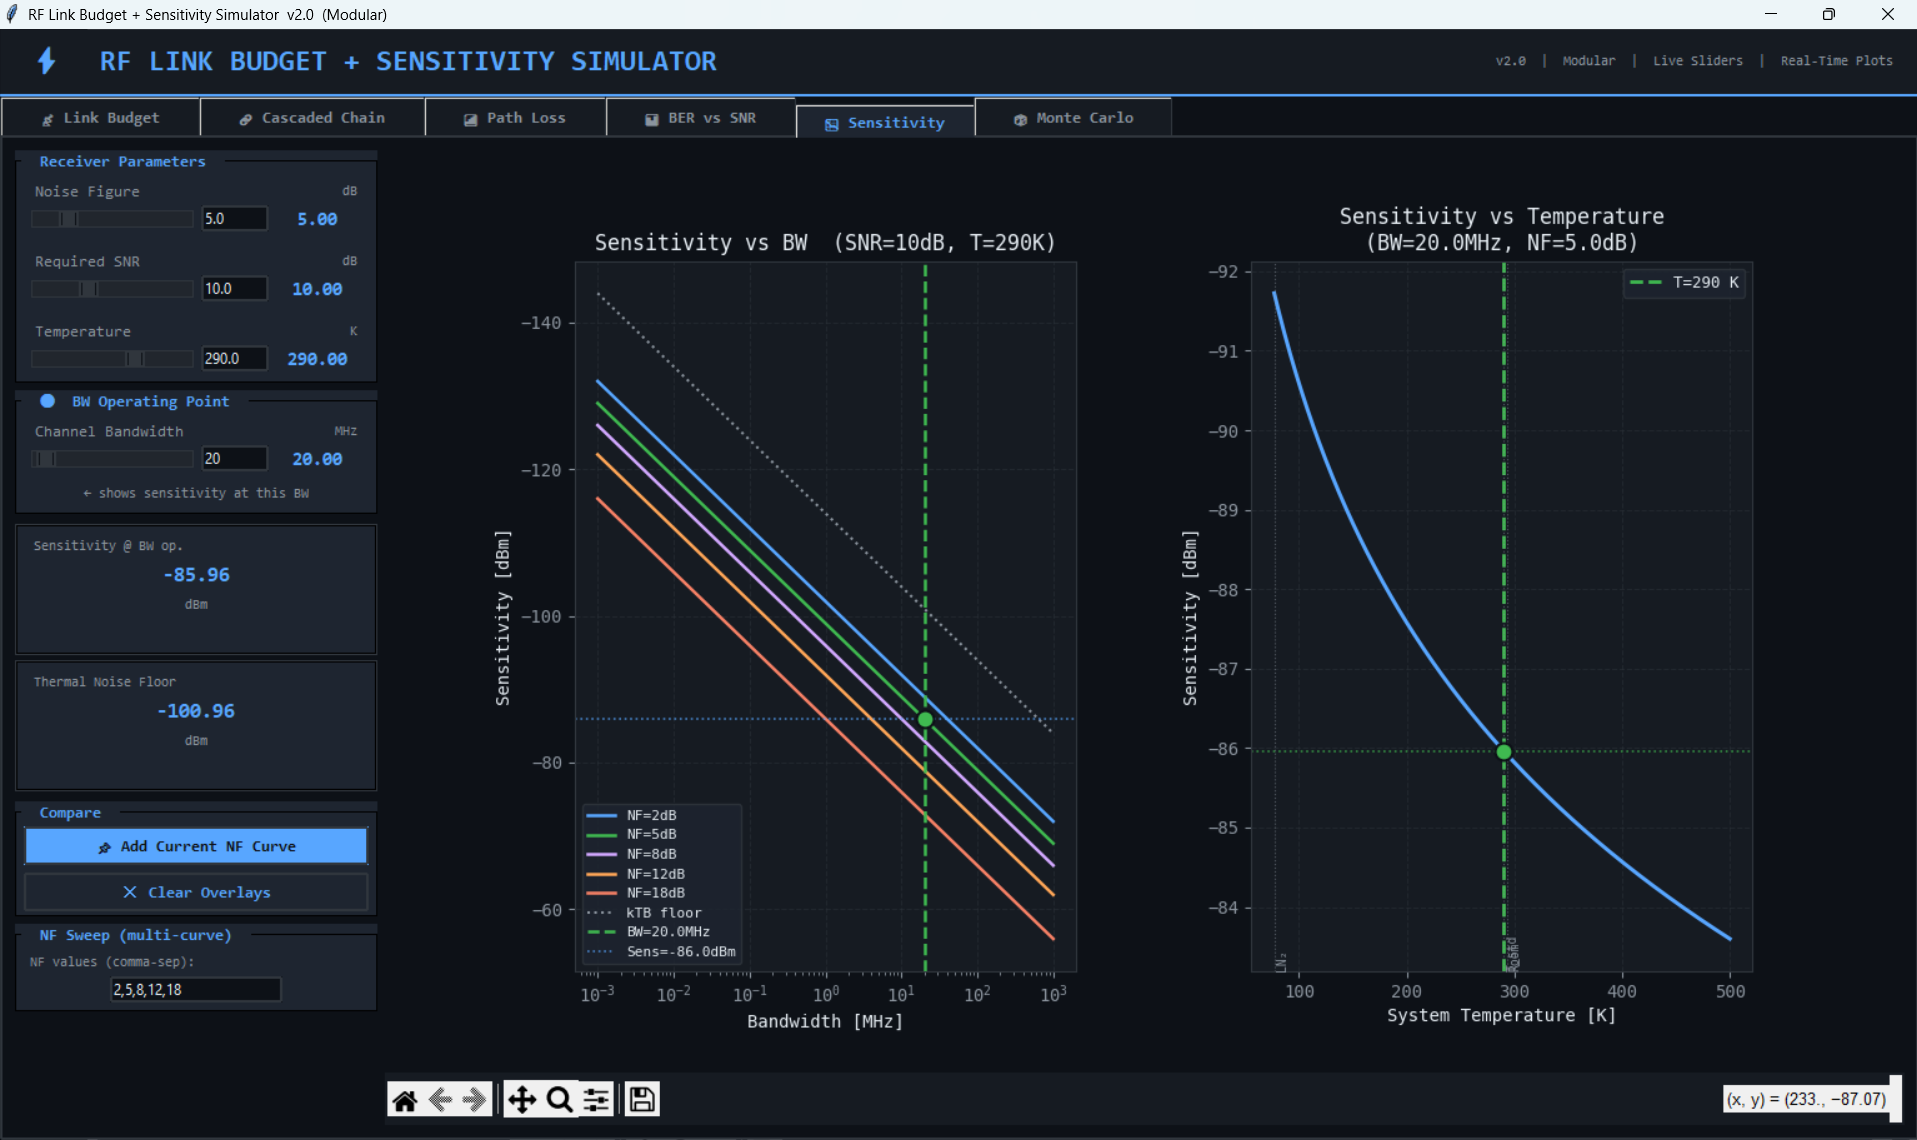 RF Link Budget + Sensitivity Simulator v2.0 (Modular)
RF LINK BUDGET + SENSITIVITY SIMULATOR
v2.0 | Modular | Live Sliders | Real-Time Plots
Link Budget
Cascaded Chain
Path Loss
BER vs SNR
Sensitivity
Monte Carlo
Receiver Parameters
Noise Figure dB
5.0 5.00
Required SNR dB
10.0 10.00
Temperature K
290.0 290.00
BW Operating Point
Channel Bandwidth MHz
20 20.00
← shows sensitivity at this BW
Sensitivity @ BW op.
-85.96
dBm
Thermal Noise Floor
-100.96
dBm
Compare
Add Current NF Curve
Clear Overlays
NF Sweep (multi-curve)
NF values (comma-sep):
2,5,8,12,18
Sensitivity vs BW (SNR=10dB, T=290K)
Sensitivity [dBm]
−140
−120
−100
−80
−60
NF=2dB
NF=5dB
NF=8dB
NF=12dB
NF=18dB
kTB floor
BW=20.0MHz
Sens=-86.0dBm
10⁻³ 10⁻² 10⁻¹ 10⁰ 10¹ 10² 10³
Bandwidth [MHz]
Sensitivity vs Temperature
(BW=20.0MHz, NF=5.0dB)
T=290 K
Sensitivity [dBm]
−92
−91
−90
−89
−88
−87
−86
−85
−84
LN₂
100 200 300 400 500
System Temperature [K]
(x, y) = (233., −87.07)